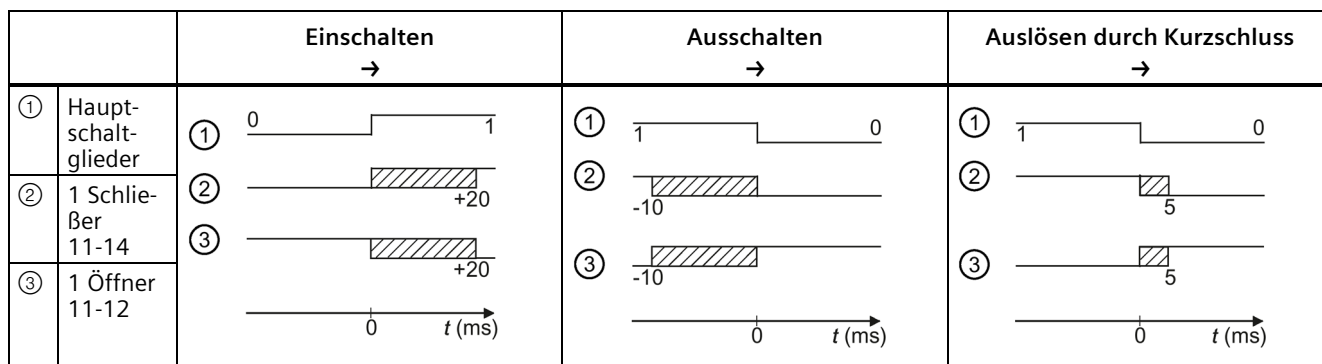 Einschalten
→
Ausschalten
→
Auslösen durch Kurzschluss
→
① Haupt-
schalt-
glieder
② 1 Schlie-
ßer
11-14
③ 1 Öffner
11-12
① 0 1
② +20
③ +20
0 t (ms)
① 1 0
② -10
③ -10
0 t (ms)
① 1 0
② 5
③ 5
0 t (ms)